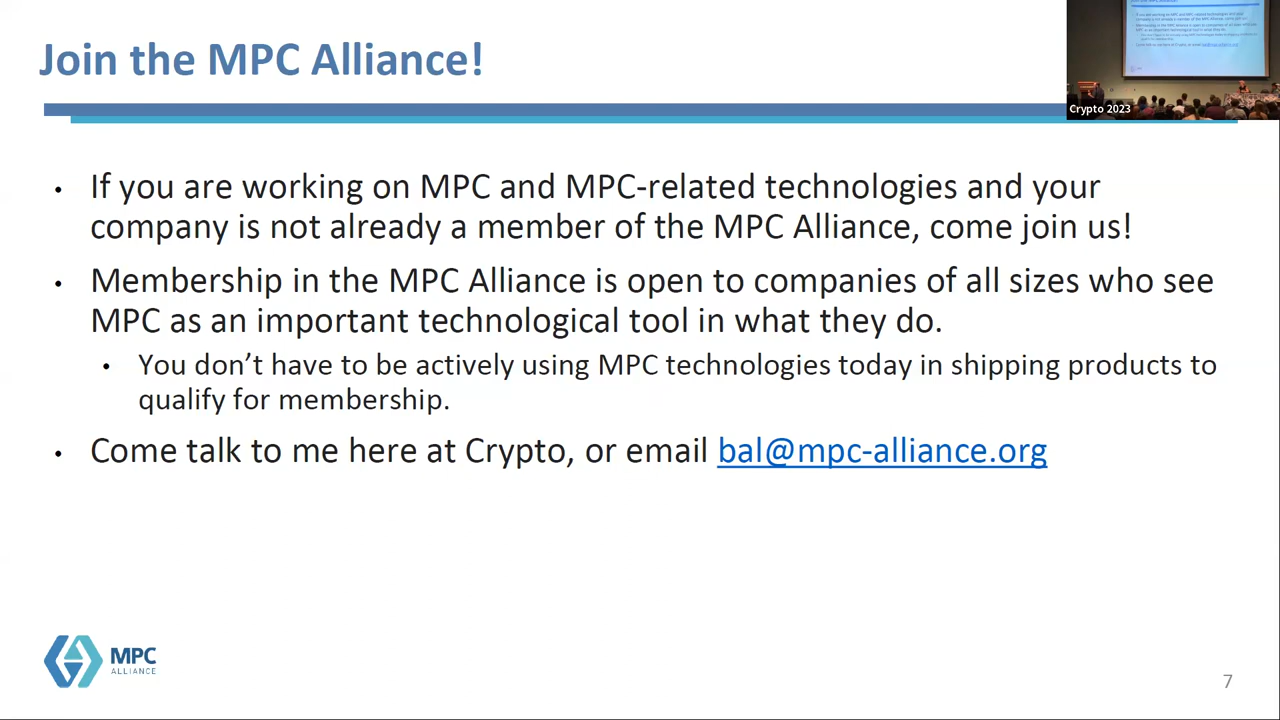 Join the MPC Alliance!
Crypto 2023
• If you are working on MPC and MPC-related technologies and your
company is not already a member of the MPC Alliance, come join us!
• Membership in the MPC Alliance is open to companies of all sizes who see
MPC as an important technological tool in what they do.
• You don’t have to be actively using MPC technologies today in shipping products to
qualify for membership.
• Come talk to me here at Crypto, or email bal@mpc-alliance.org
MPC
ALLIANCE
7